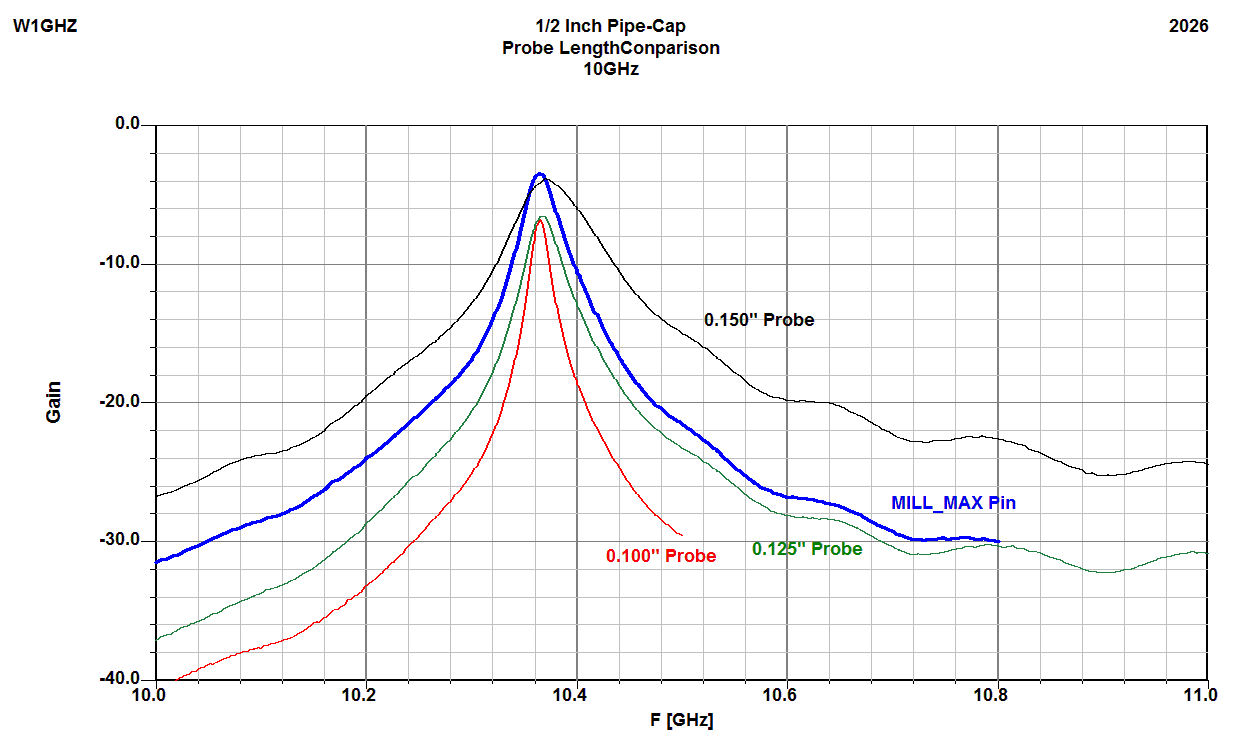 W1GHZ
1/2 Inch Pipe-Cap
2026
Probe LengthConparison
10GHz
0.0
-10.0
0.150" Probe
Gain
-20.0
MILL_MAX Pin
-30.0
0.100" Probe
0.125" Probe
-40.0
10.0
10.2
10.4
10.6
10.8
11.0
F [GHz]